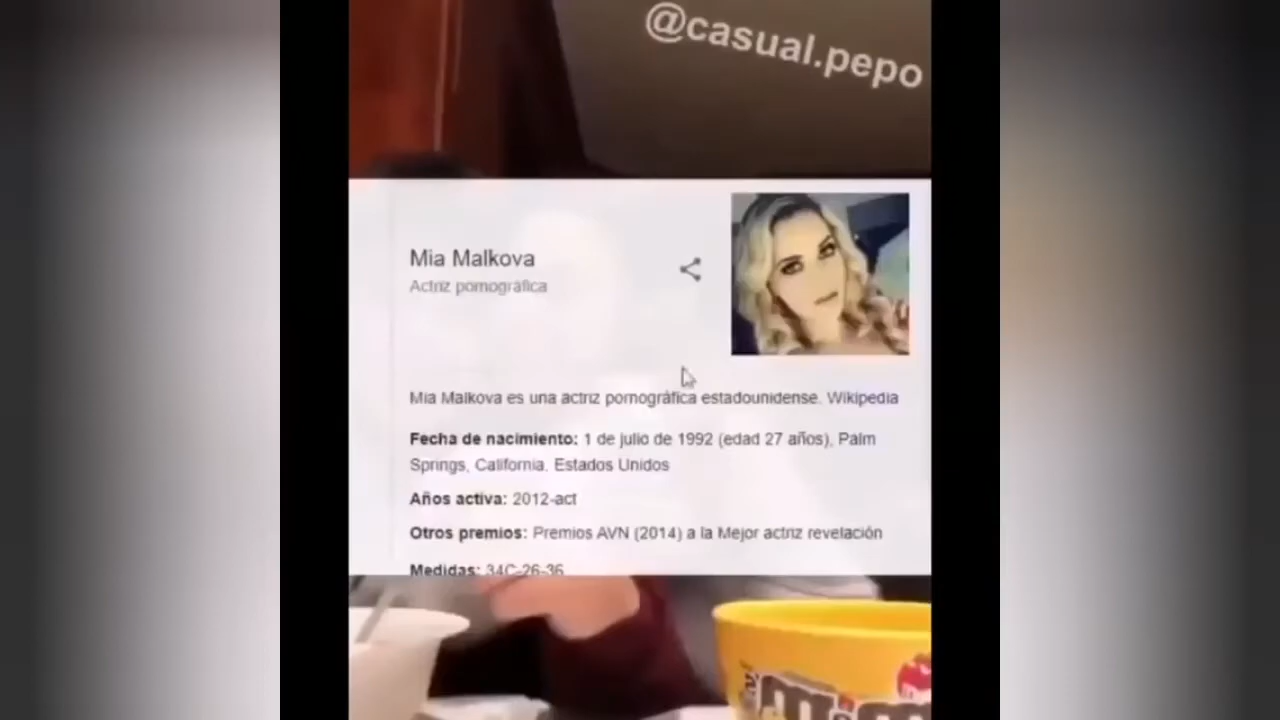 @casual.pepo
Mia Malkova
Actriz pornográfica
Mia Malkova es una actriz pornográfica estadounidense. Wikipedia
Fecha de nacimiento: 1 de julio de 1992 (edad 27 años), Palm
Springs, California, Estados Unidos
Años activa: 2012-act
Otros premios: Premios AVN (2014) a la Mejor actriz revelación
Medidas: 34C-26-36
m&m